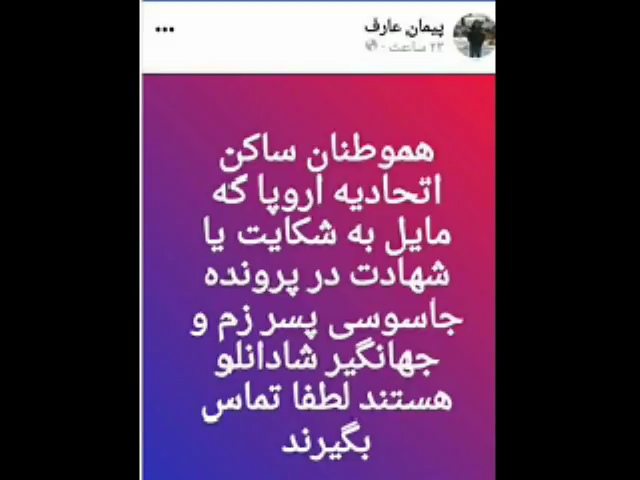 پیمان عارف
۲۳ ساعت
هموطنان ساکن
اتحادیه اروپا که
مایل به شکایت یا
شهادت در پرونده
جاسوسی پسر زم و
جهانگیر شادانلو
هستند لطفا تماس
بگیرند